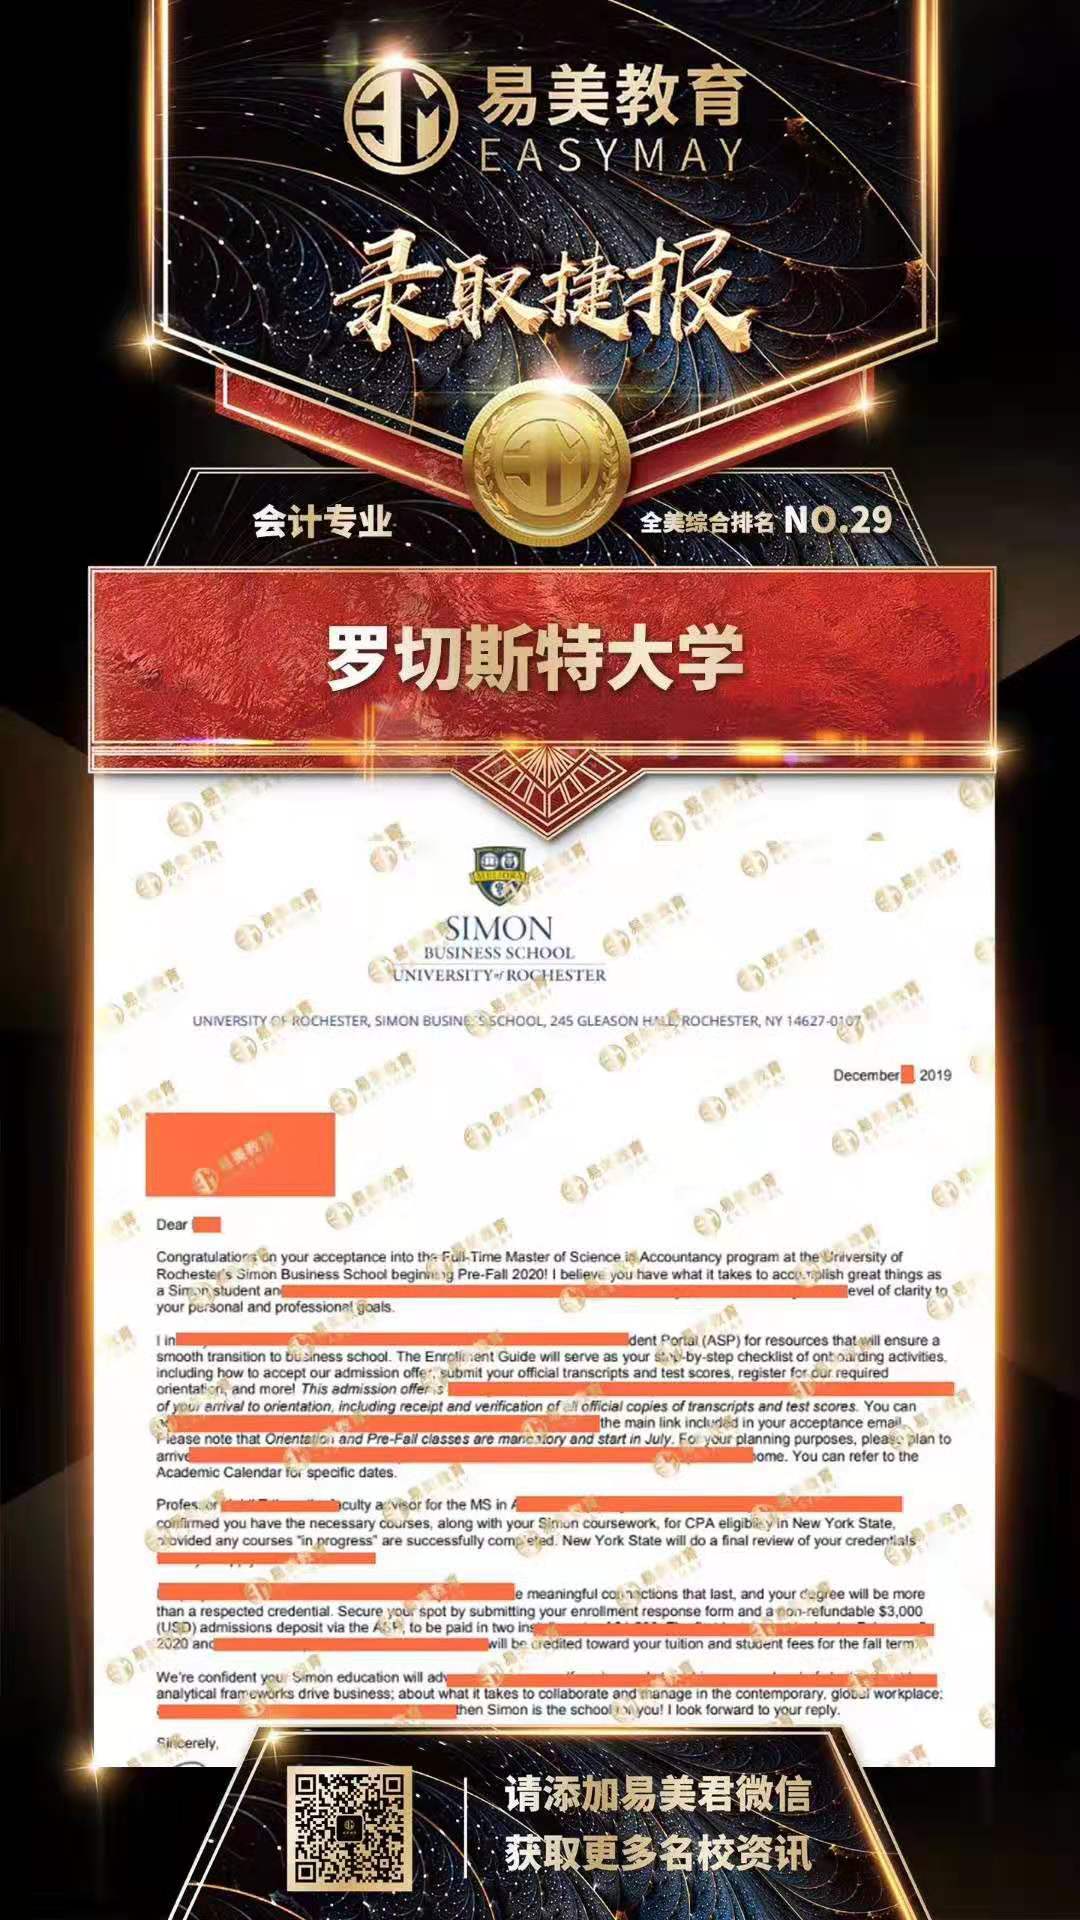 易美教育
EASYMAY
录取捷报
会计专业
全美综合排名 NO.29
罗切斯特大学
MELIORA
SIMON
BUSINESS SCHOOL
UNIVERSITY of ROCHESTER
UNIVERSITY OF ROCHESTER, SIMON BUSINESS SCHOOL, 245 GLEASON HALL, ROCHESTER, NY 14627-0107
December , 2019
Dear
Congratulations on your acceptance into the Full-Time Master of Science in Accountancy program at the University of
Rochester's Simon Business School beginning Pre-Fall 2020! I believe you have what it takes to accomplish great things as
a Simon student an evel of clarity to
your personal and professional goals.
I in dent Portal (ASP) for resources that will ensure a
smooth transition to business school. The Enrollment Guide will serve as your step-by-step checklist of onboarding activities,
including how to accept our admission offer, submit your official transcripts and test scores, register for our required
orientation, and more! This admission offer is
of your arrival to orientation, including receipt and verification of all official copies of transcripts and test scores. You can
the main link included in your acceptance email.
Please note that Orientation and Pre-Fall classes are mandatory and start in July. For your planning purposes, please plan to
arrive ome. You can refer to the
Academic Calendar for specific dates.
Professor aculty advisor for the MS in A
confirmed you have the necessary courses, along with your Simon coursework, for CPA eligibility in New York State,
provided any courses "in progress" are successfully completed. New York State will do a final review of your credentials
e meaningful connections that last, and your degree will be more
than a respected credential. Secure your spot by submitting your enrollment response form and a non-refundable $3,000
(USD) admissions deposit via the ASP, to be paid in two ins
2020 and will be credited toward your tuition and student fees for the fall term.
We're confident your Simon education will adv
analytical frameworks drive business; about what it takes to collaborate and manage in the contemporary, global workplace;
then Simon is the school for you! I look forward to your reply.
Sincerely,
请添加易美君微信
获取更多名校资讯